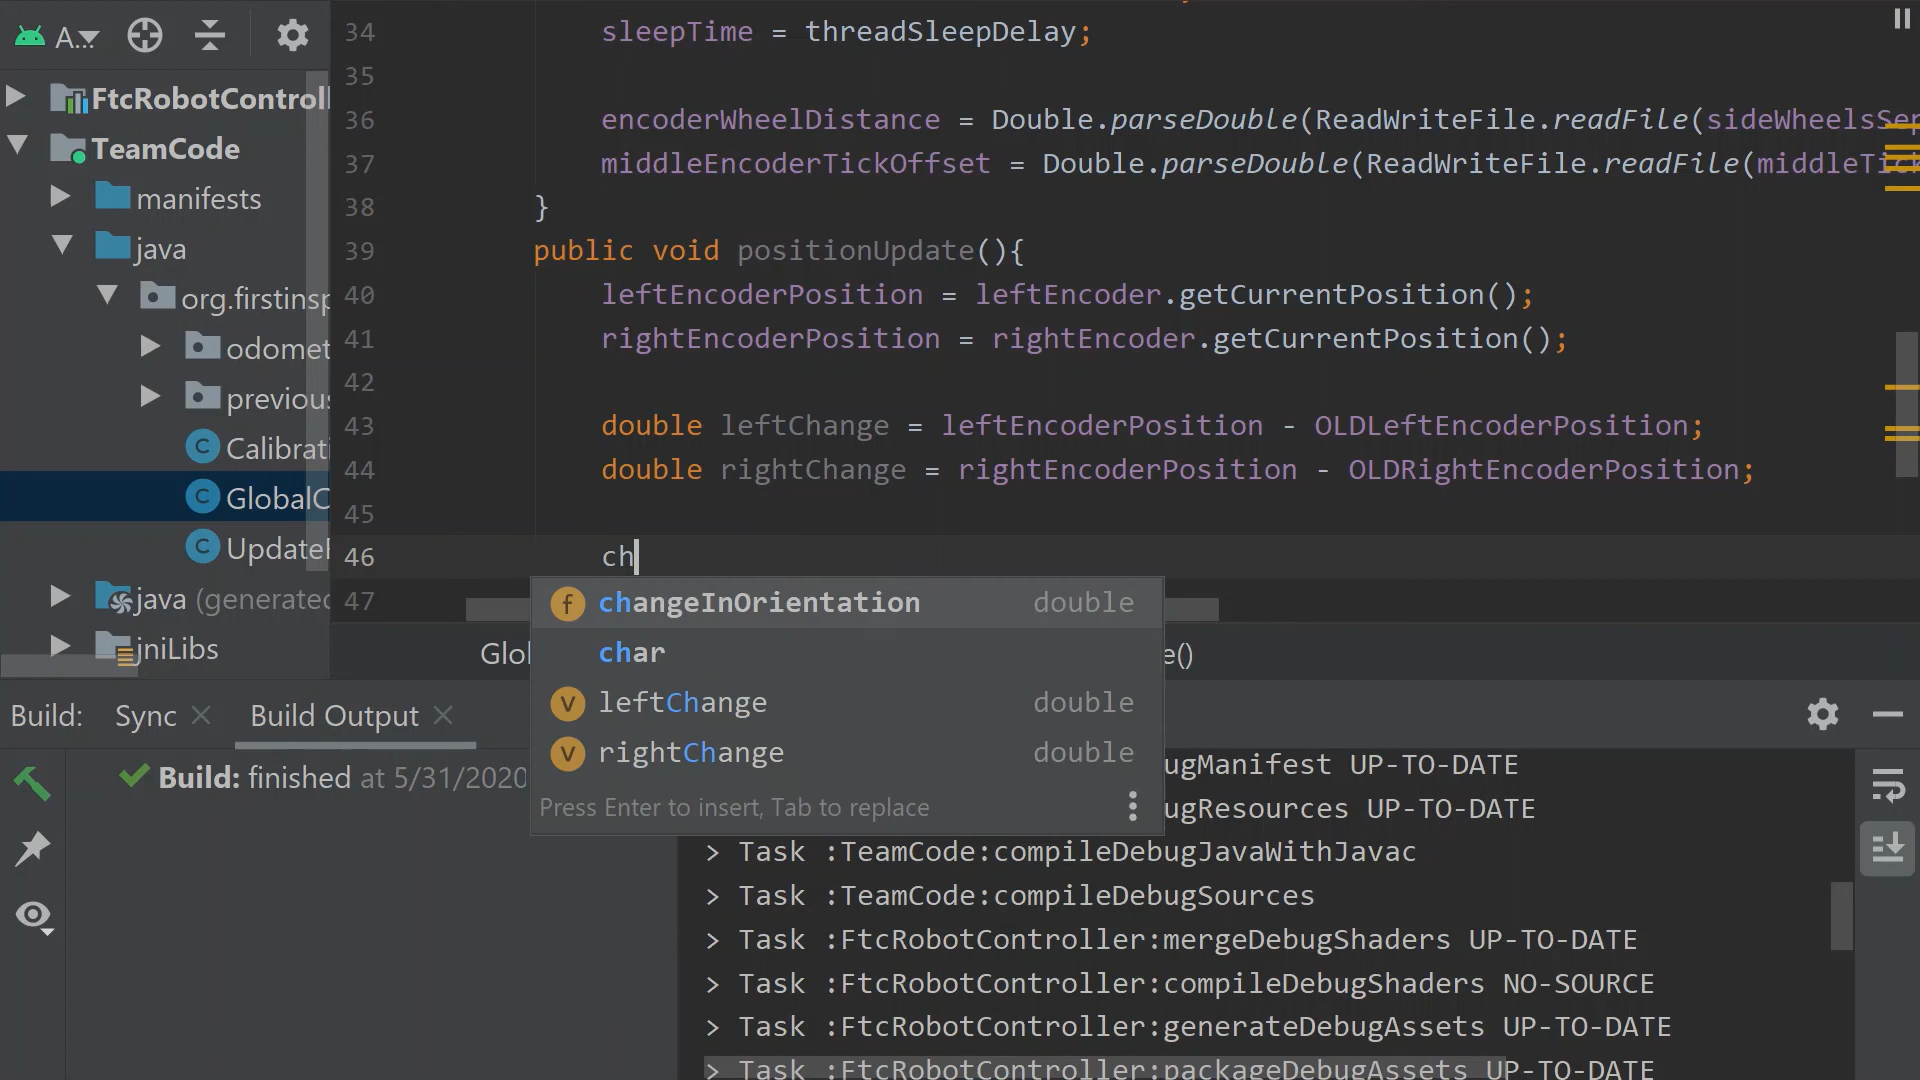 A...
FtcRobotControll
TeamCode
manifests
java
org.firstinsp
odomet
previous
Calibrati
GlobalC
UpdateR
java (generated
jniLibs
34 sleepTime = threadSleepDelay;
35
36 encoderWheelDistance = Double.parseDouble(ReadWriteFile.readFile(sideWheelsSep
37 middleEncoderTickOffset = Double.parseDouble(ReadWriteFile.readFile(middleTick
38 }
39 public void positionUpdate(){
40 leftEncoderPosition = leftEncoder.getCurrentPosition();
41 rightEncoderPosition = rightEncoder.getCurrentPosition();
42
43 double leftChange = leftEncoderPosition - OLDLeftEncoderPosition;
44 double rightChange = rightEncoderPosition - OLDRightEncoderPosition;
45
46 ch
47
f changeInOrientation double
char
v leftChange double
v rightChange double
Press Enter to insert, Tab to replace
Glo
e()
Build: Sync Build Output
Build: finished at 5/31/2020
ugManifest UP-TO-DATE
ugResources UP-TO-DATE
> Task :TeamCode:compileDebugJavaWithJavac
> Task :TeamCode:compileDebugSources
> Task :FtcRobotController:mergeDebugShaders UP-TO-DATE
> Task :FtcRobotController:compileDebugShaders NO-SOURCE
> Task :FtcRobotController:generateDebugAssets UP-TO-DATE
> Task :FtcRobotController:packageDebugAssets UP-TO-DATE